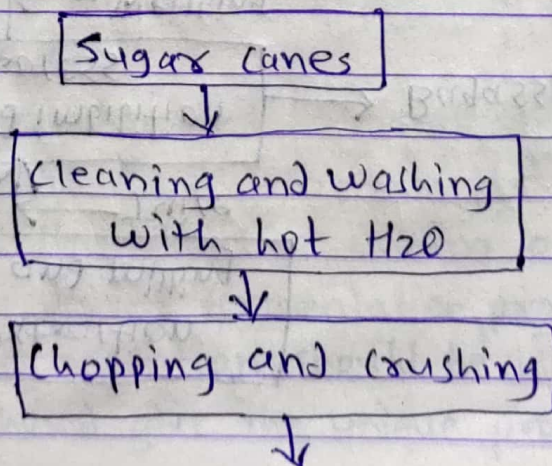 Sugar Canes
Cleaning and Washing
With hot H2O
Chopping and Crushing